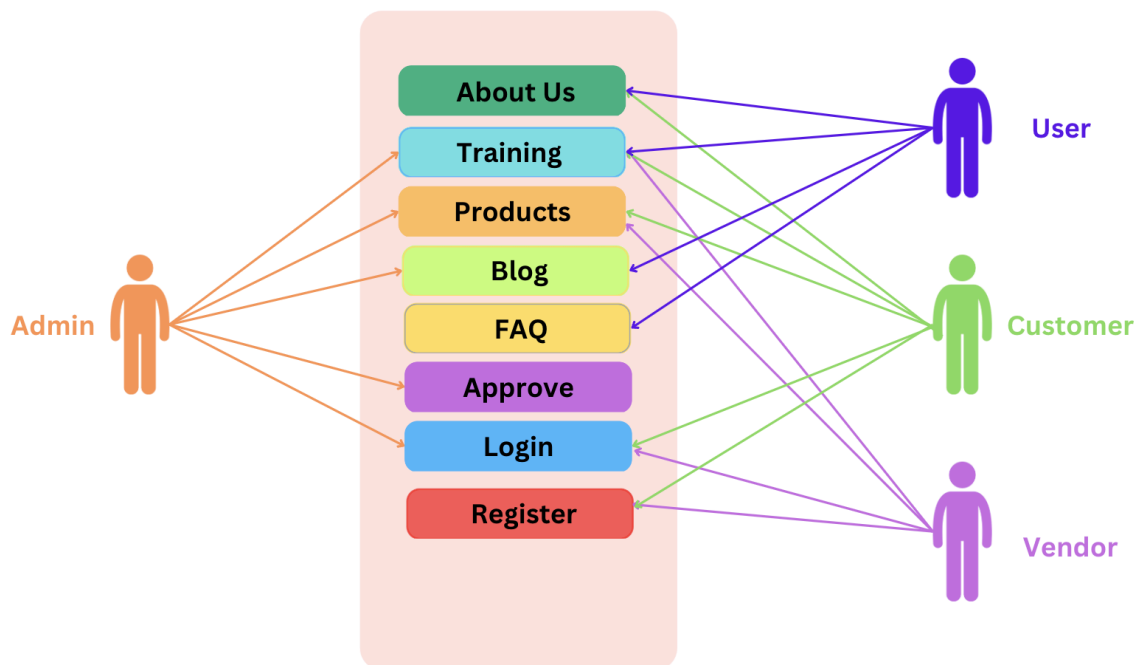 About Us
Training
Products
Blog
FAQ
Approve
Login
Register
Admin
User
Customer
Vendor